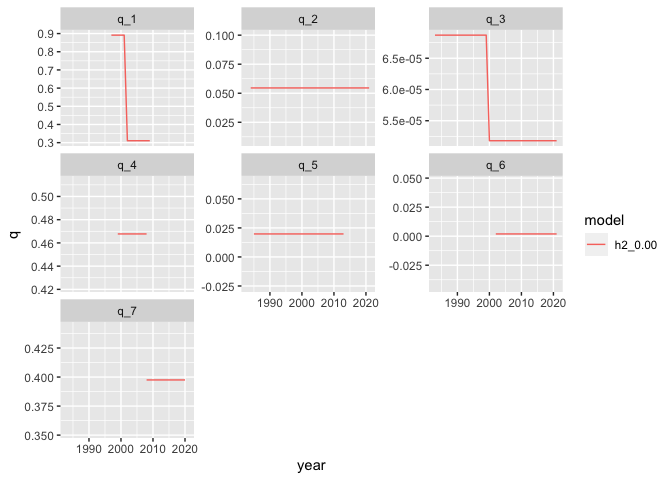 q_1
q_2
q_3
0.9
0.8
0.7
0.6
0.5
0.4
0.3
0.100
0.075
0.050
0.025
6.5e-05
6.0e-05
5.5e-05
q_4
q_5
q_6
0.50
0.48
0.46
0.44
0.42
0.050
0.025
0.000
-0.025
0.050
0.025
0.000
-0.025
1990 2000 2010 2020
1990 2000 2010 2020
q_7
0.425
0.400
0.375
0.350
1990 2000 2010 2020
year
q
model
h2_0.00